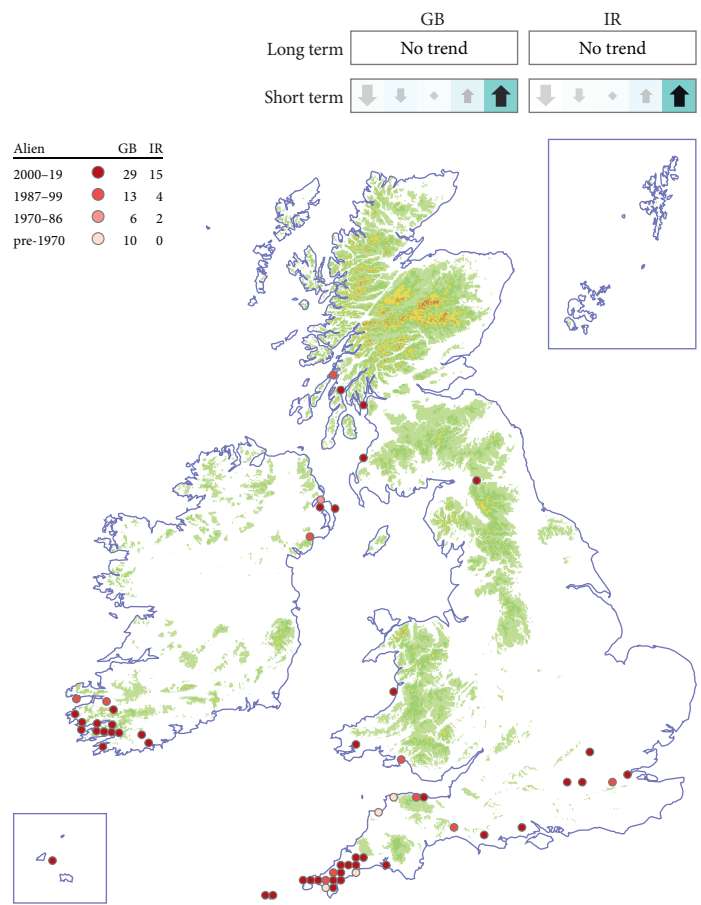 GB IR
Long term No trend No trend
Short term
Alien GB IR
2000–19 29 15
1987–99 13 4
1970–86 6 2
pre-1970 10 0